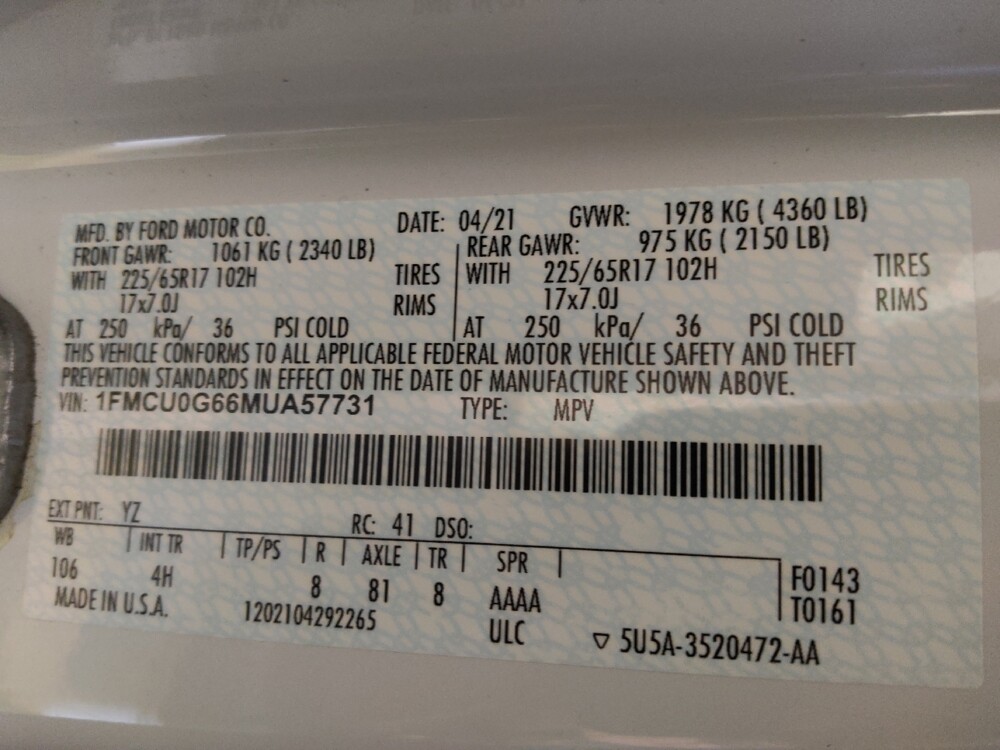 MFD. BY FORD MOTOR CO. DATE: 04/21 GVWR: 1978 KG ( 4360 LB)
FRONT GAWR: 1061 KG ( 2340 LB) REAR GAWR: 975 KG ( 2150 LB)
WITH 225/65R17 102H TIRES WITH 225/65R17 102H TIRES
17x7.0J RIMS 17x7.0J RIMS
AT 250 kPa/ 36 PSI COLD AT 250 kPa/ 36 PSI COLD
THIS VEHICLE CONFORMS TO ALL APPLICABLE FEDERAL MOTOR VEHICLE SAFETY AND THEFT
PREVENTION STANDARDS IN EFFECT ON THE DATE OF MANUFACTURE SHOWN ABOVE.
VIN: 1FMCU0G66MUA57731 TYPE: MPV
EXT PNT: YZ RC: 41 DSO:
WB INT TR TP/PS R AXLE TR SPR
106 4H 8 81 8 AAAA F0143
T0161
MADE IN U.S.A. 1202104292265 ULC ▽ 5U5A-3520472-AA